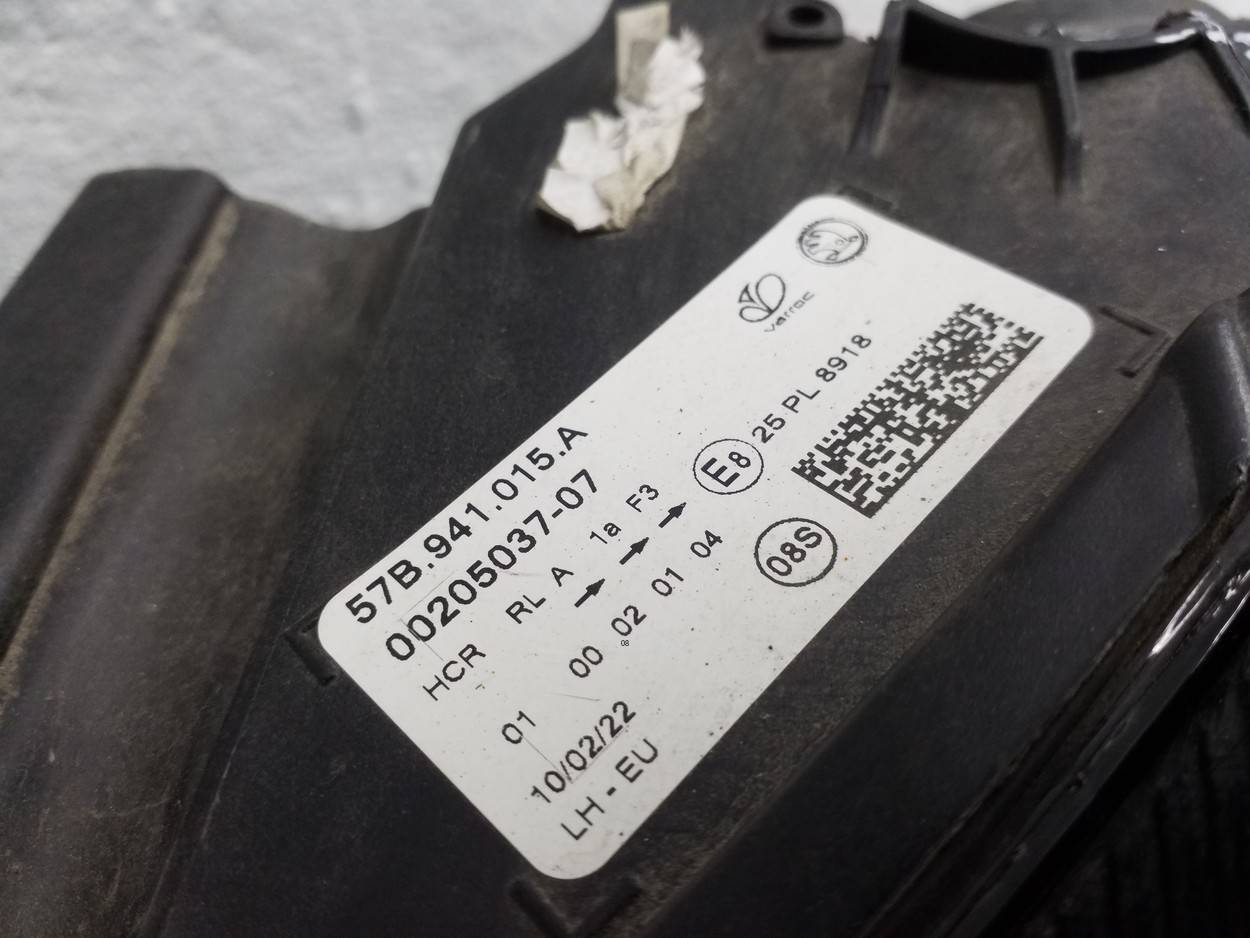 varroc
57B.941.015.A
00205037-07
HCR RL A 1a F3
E8 25 PL 8918
01 00 02 01 04
08
08S
10/02/22
LH - EU